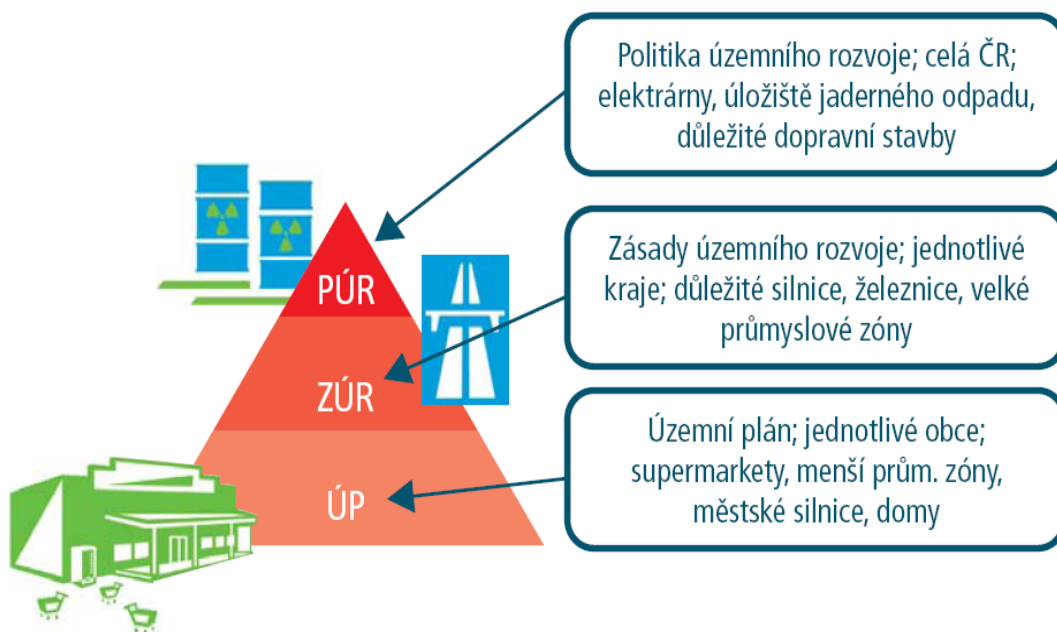 Politika územního rozvoje; celá ČR;
elektrárny, úložiště jaderného odpadu,
důležité dopravní stavby
PÚR
Zásady územního rozvoje; jednotlivé
kraje; důležité silnice, železnice, velké
průmyslové zóny
ZÚR
Územní plán; jednotlivé obce;
supermarkety, menší prům. zóny,
městské silnice, domy
ÚP